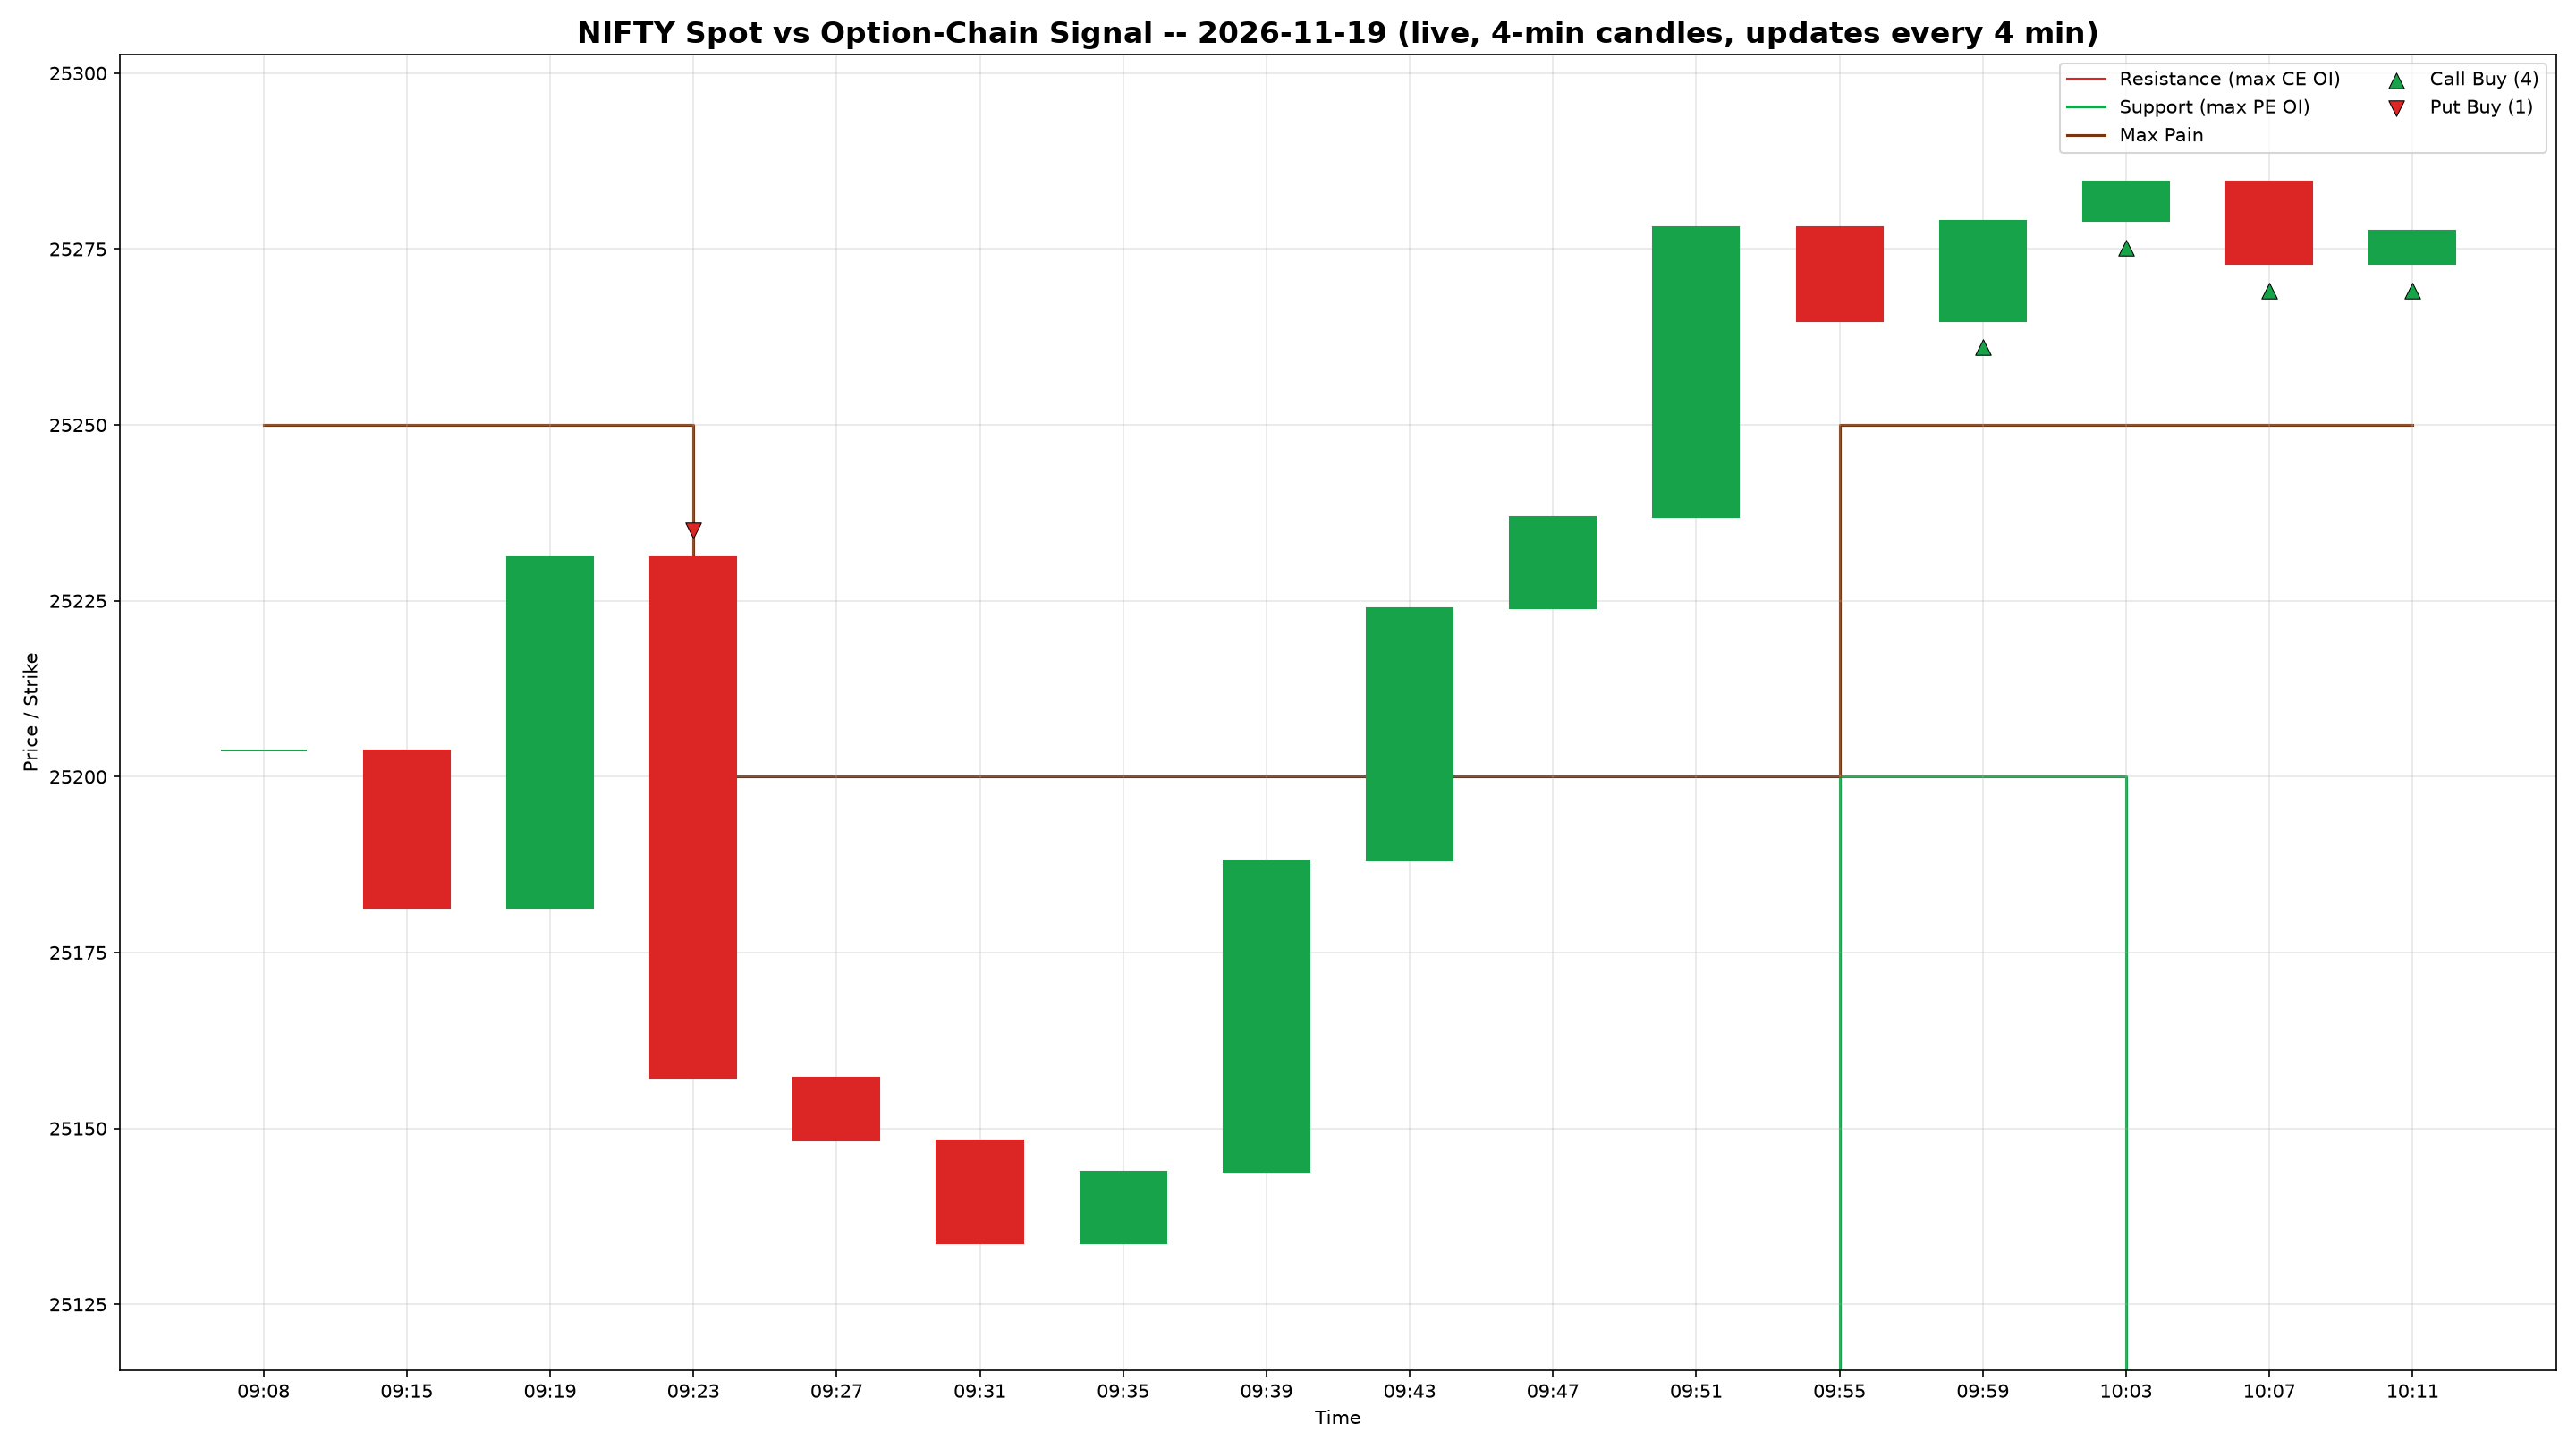 NIFTY Spot vs Option-Chain Signal -- 2026-11-19 (live, 4-min candles, updates every 4 min)
Resistance (max CE OI)
Support (max PE OI)
Max Pain
Call Buy (4)
Put Buy (1)
Price / Strike
25300
25275
25250
25225
25200
25175
25150
25125
09:08 09:15 09:19 09:23 09:27 09:31 09:35 09:39 09:43 09:47 09:51 09:55 09:59 10:03 10:07 10:11
Time